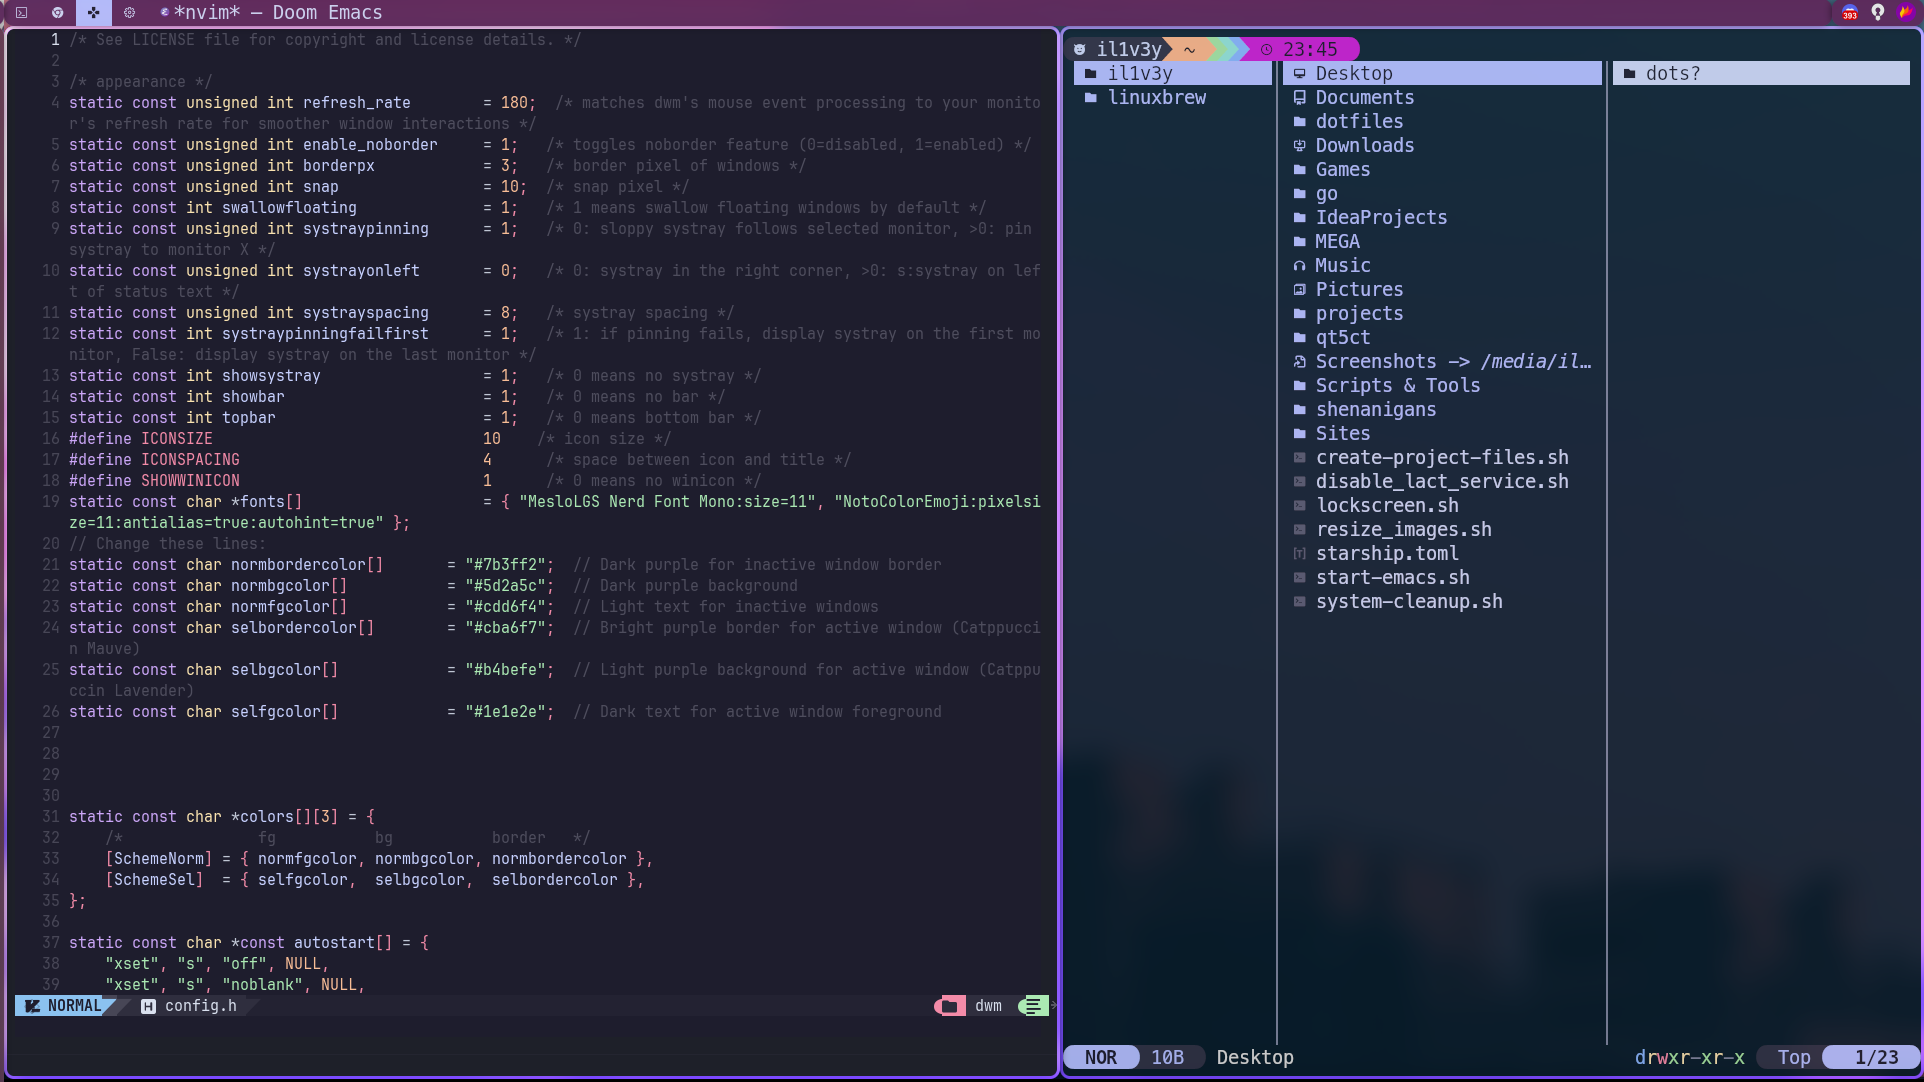 *nvim* – Doom Emacs
393
1 /* See LICENSE file for copyright and license details. */
2
3 /* appearance */
4 static const unsigned int refresh_rate        = 180;  /* matches dwm's mouse event processing to your monito
r's refresh rate for smoother window interactions */
5 static const unsigned int enable_noborder     = 1;   /* toggles noborder feature (0=disabled, 1=enabled) */
6 static const unsigned int borderpx            = 3;   /* border pixel of windows */
7 static const unsigned int snap                = 10;  /* snap pixel */
8 static const int swallowfloating              = 1;   /* 1 means swallow floating windows by default */
9 static const unsigned int systraypinning      = 1;   /* 0: sloppy systray follows selected monitor, >0: pin
systray to monitor X */
10 static const unsigned int systrayonleft       = 0;   /* 0: systray in the right corner, >0: s:systray on lef
t of status text */
11 static const unsigned int systrayspacing      = 8;   /* systray spacing */
12 static const int systraypinningfailfirst      = 1;   /* 1: if pinning fails, display systray on the first mo
nitor, False: display systray on the last monitor */
13 static const int showsystray                  = 1;   /* 0 means no systray */
14 static const int showbar                      = 1;   /* 0 means no bar */
15 static const int topbar                       = 1;   /* 0 means bottom bar */
16 #define ICONSIZE                              10    /* icon size */
17 #define ICONSPACING                           4      /* space between icon and title */
18 #define SHOWWINICON                           1      /* 0 means no winicon */
19 static const char *fonts[]                    = { "MesloLGS Nerd Font Mono:size=11", "NotoColorEmoji:pixelsi
ze=11:antialias=true:autohint=true" };
20 // Change these lines:
21 static const char normbordercolor[]       = "#7b3ff2";  // Dark purple for inactive window border
22 static const char normbgcolor[]           = "#5d2a5c";  // Dark purple background
23 static const char normfgcolor[]           = "#cdd6f4";  // Light text for inactive windows
24 static const char selbordercolor[]        = "#cba6f7";  // Bright purple border for active window (Catppucci
n Mauve)
25 static const char selbgcolor[]            = "#b4befe";  // Light purple background for active window (Catppu
ccin Lavender)
26 static const char selfgcolor[]            = "#1e1e2e";  // Dark text for active window foreground
27
28
29
30
31 static const char *colors[][3] = {
32     /*               fg           bg           border   */
33     [SchemeNorm] = { normfgcolor, normbgcolor, normbordercolor },
34     [SchemeSel]  = { selfgcolor,  selbgcolor,  selbordercolor },
35 };
36
37 static const char *const autostart[] = {
38     "xset", "s", "off", NULL,
39     "xset", "s", "noblank", NULL,
NORMAL config.h dwm
il1v3y ~ 23:45
il1v3y
linuxbrew
Desktop
Documents
dotfiles
Downloads
Games
go
IdeaProjects
MEGA
Music
Pictures
projects
qt5ct
Screenshots -> /media/il…
Scripts & Tools
shenanigans
Sites
create-project-files.sh
disable_lact_service.sh
lockscreen.sh
resize_images.sh
starship.toml
start-emacs.sh
system-cleanup.sh
dots?
NOR 10B Desktop drwxr-xr-x Top 1/23